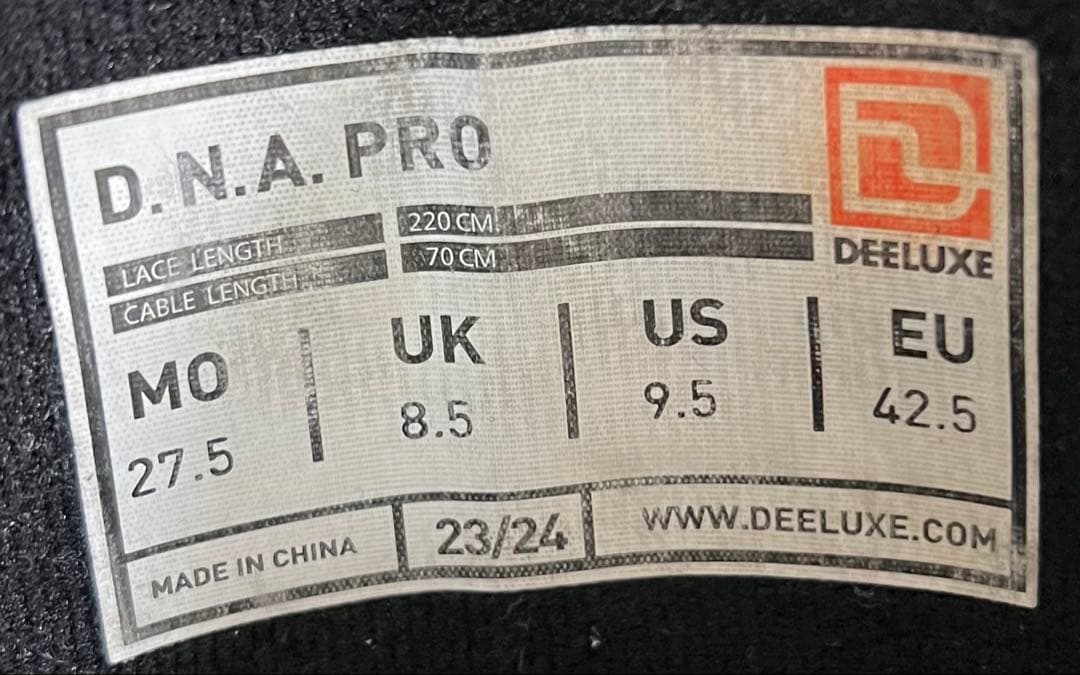 D.N.A. PRO
LACE LENGTH 220 CM
CABLE LENGTH 70 CM
DEELUXE
MO UK US EU
27.5 8.5 9.5 42.5
MADE IN CHINA 23/24 WWW.DEELUXE.COM